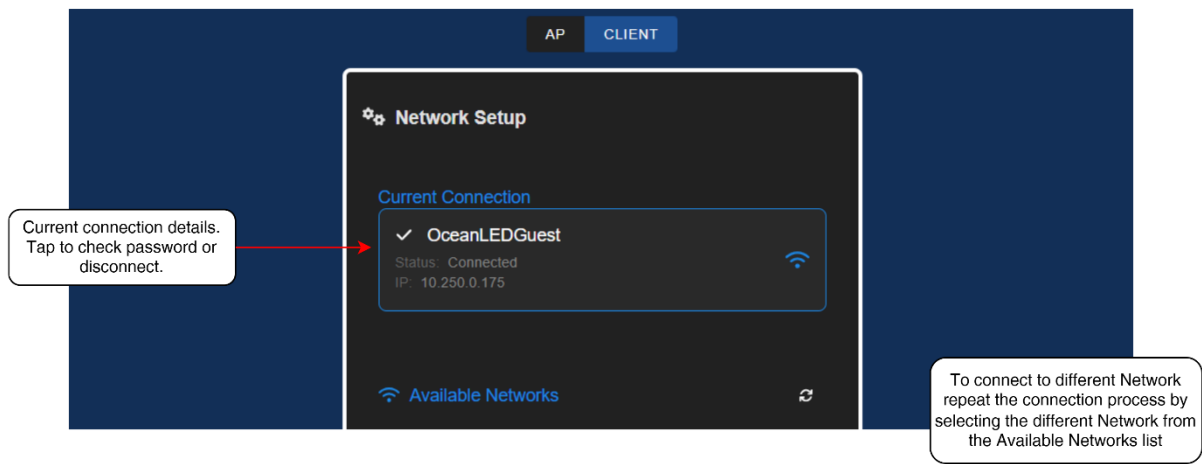 AP CLIENT
Network Setup
Current Connection
Current connection details.
Tap to check password or
disconnect.
OceanLEDGuest
Status: Connected
IP: 10.250.0.175
Available Networks
To connect to different Network
repeat the connection process by
selecting the different Network from
the Available Networks list